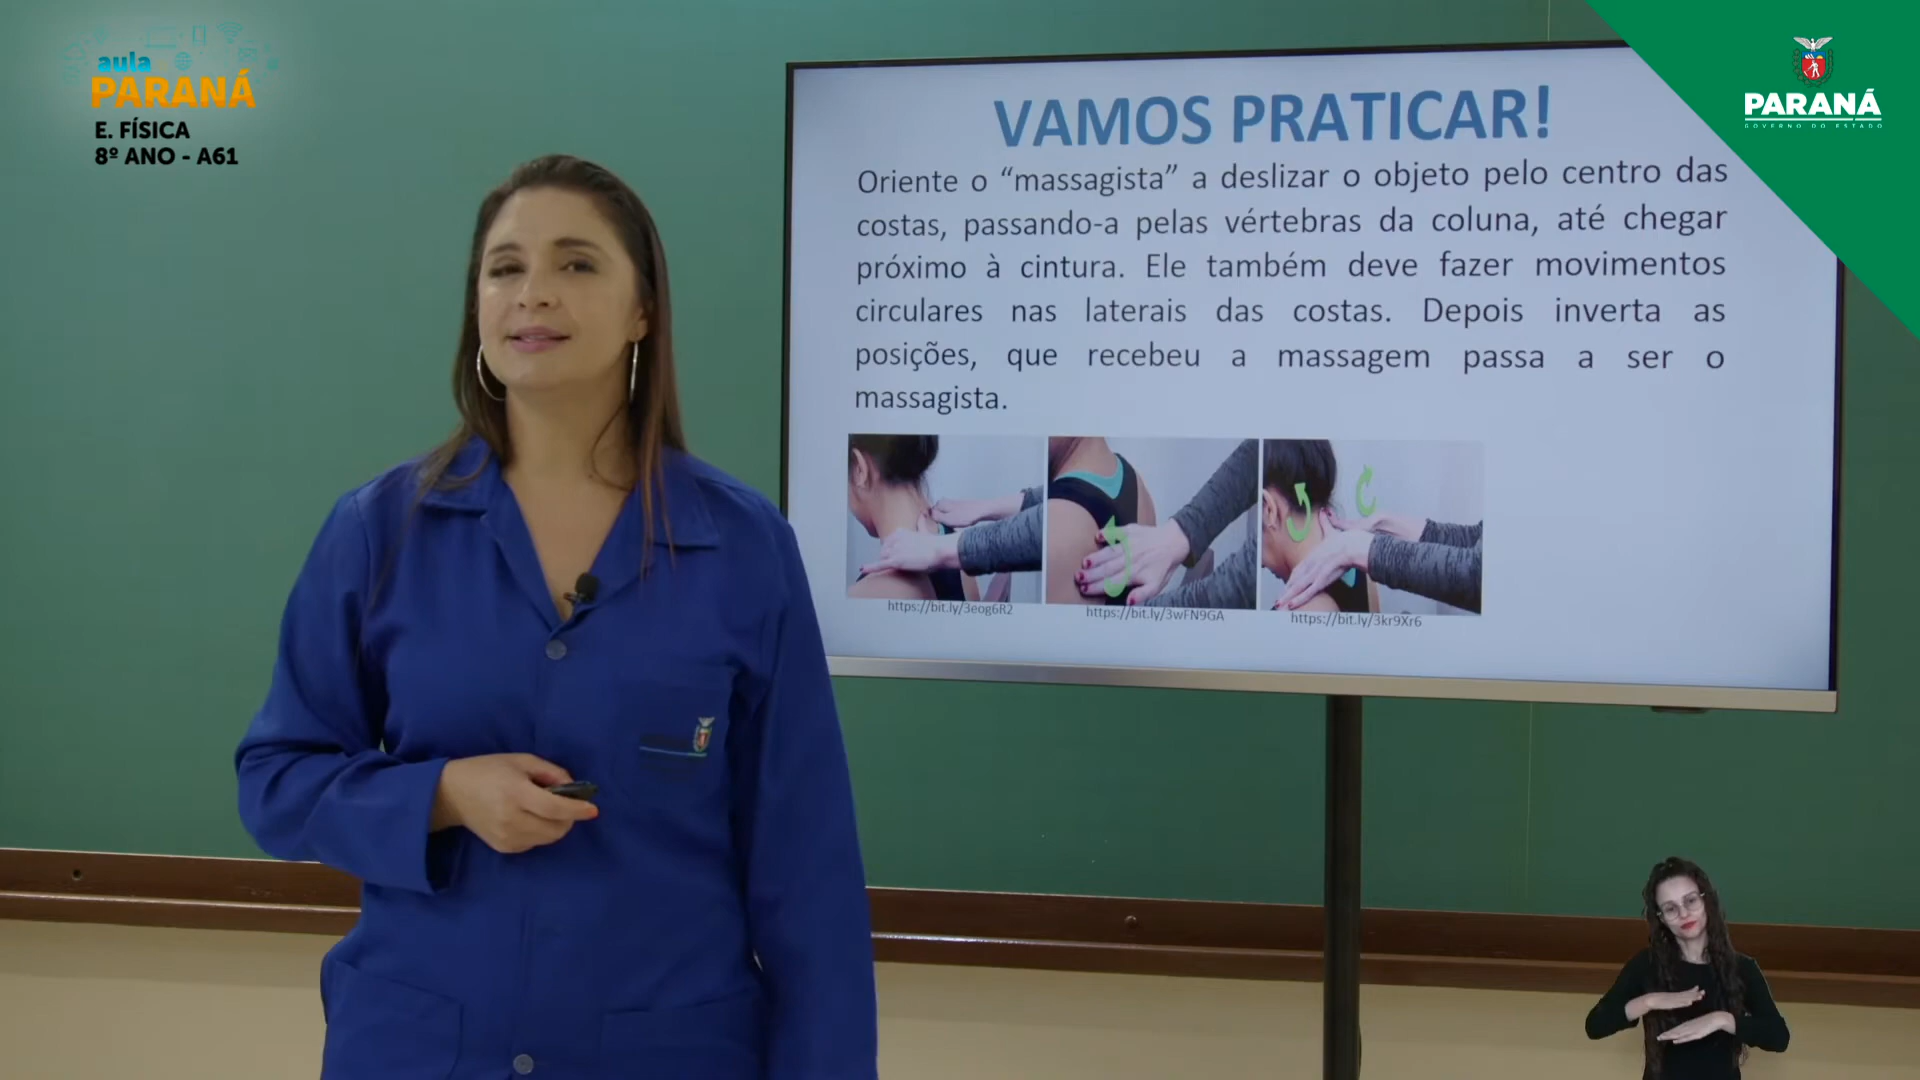 aula
PARANÁ
E. FÍSICA
8º ANO - A61
PARANÁ
GOVERNO DO ESTADO
VAMOS PRATICAR!
Oriente o “massagista” a deslizar o objeto pelo centro das
costas, passando-a pelas vértebras da coluna, até chegar
próximo à cintura. Ele também deve fazer movimentos
circulares nas laterais das costas. Depois inverta as
posições, que recebeu a massagem passa a ser o
massagista.
https://bit.ly/3eog6R2
https://bit.ly/3wFN9GA
https://bit.ly/3kr9Xr6